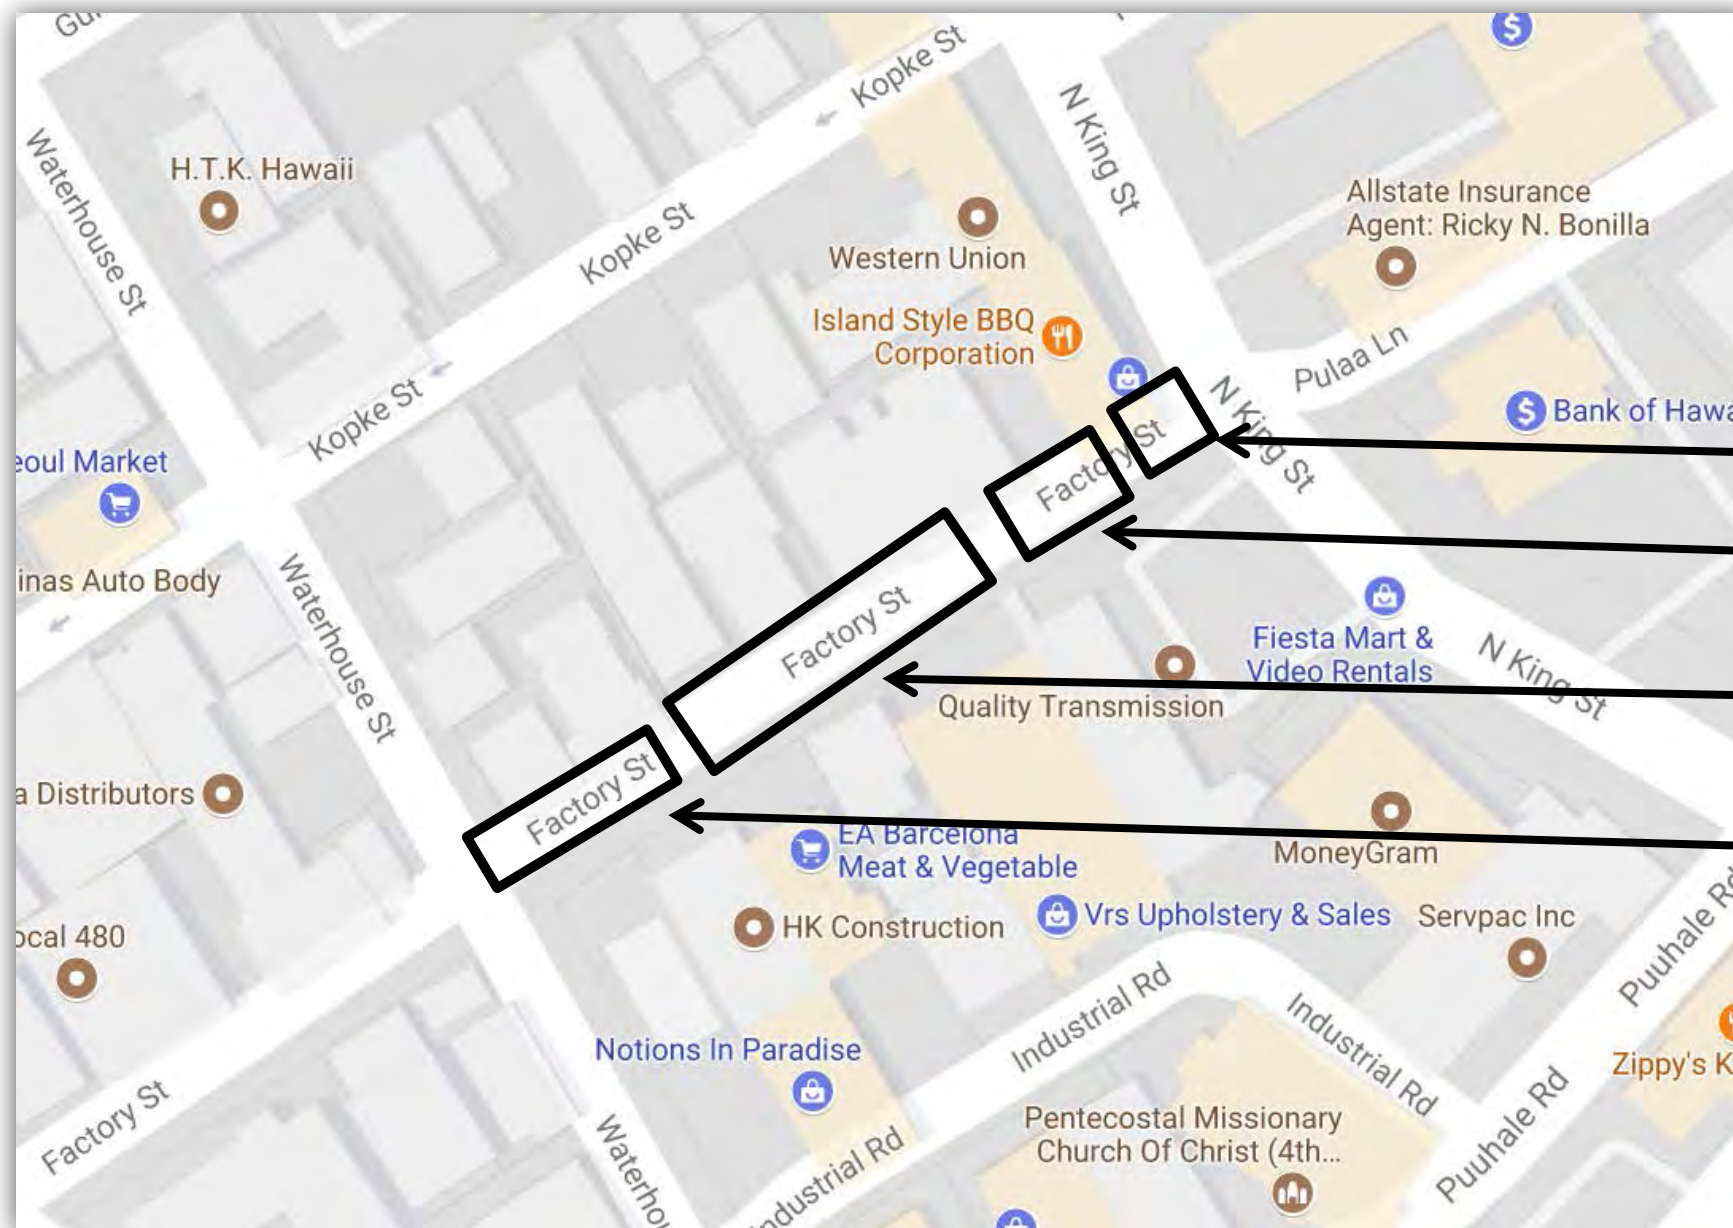 Gu
Kopke St
N King St
Waterhouse St
H.T.K. Hawaii
Allstate Insurance
Agent: Ricky N. Bonilla
Kopke St
Western Union
Island Style BBQ
Corporation
Pulaa Ln
Kopke St
N King St
Bank of Hawa
eoul Market
Factory St
inas Auto Body
Waterhouse St
Factory St
Fiesta Mart &
Video Rentals
N King St
Quality Transmission
Factory St
a Distributors
EA Barcelona
Meat & Vegetable
MoneyGram
Vrs Upholstery & Sales
Servpac Inc
HK Construction
ocal 480
Puuhale Rd
Industrial Rd
Industrial Rd
Notions In Paradise
Zippy's K
Factory St
Pentecostal Missionary
Church Of Christ (4th...
Puuhale Rd
Waterhou
ndustrial Rd